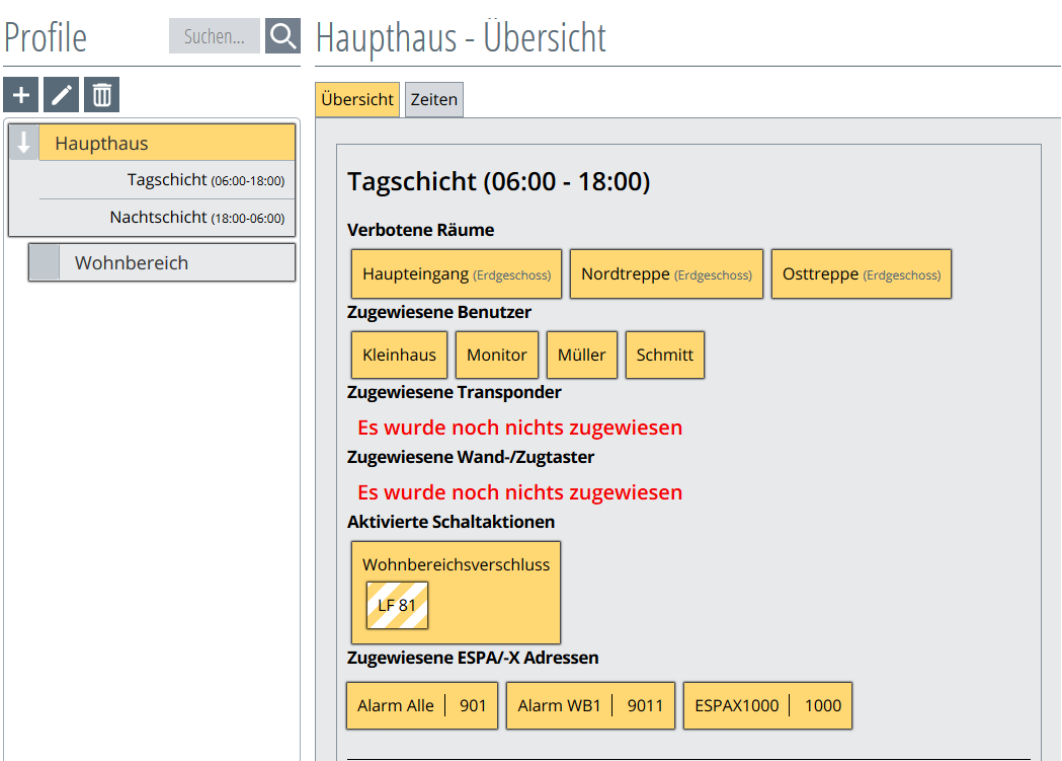 Profile
Suchen...
Haupthaus - Übersicht
Übersicht Zeiten
Haupthaus
Tagschicht (06:00-18:00)
Nachtschicht (18:00-06:00)
Wohnbereich
Tagschicht (06:00 - 18:00)
Verbotene Räume
Haupteingang (Erdgeschoss) Nordtreppe (Erdgeschoss) Osttreppe (Erdgeschoss)
Zugewiesene Benutzer
Kleinhaus Monitor Müller Schmitt
Zugewiesene Transponder
Es wurde noch nichts zugewiesen
Zugewiesene Wand-/Zugtaster
Es wurde noch nichts zugewiesen
Aktivierte Schaltaktionen
Wohnbereichsverschluss
LF 81
Zugewiesene ESPA/-X Adressen
Alarm Alle | 901 Alarm WB1 | 9011 ESPAX1000 | 1000